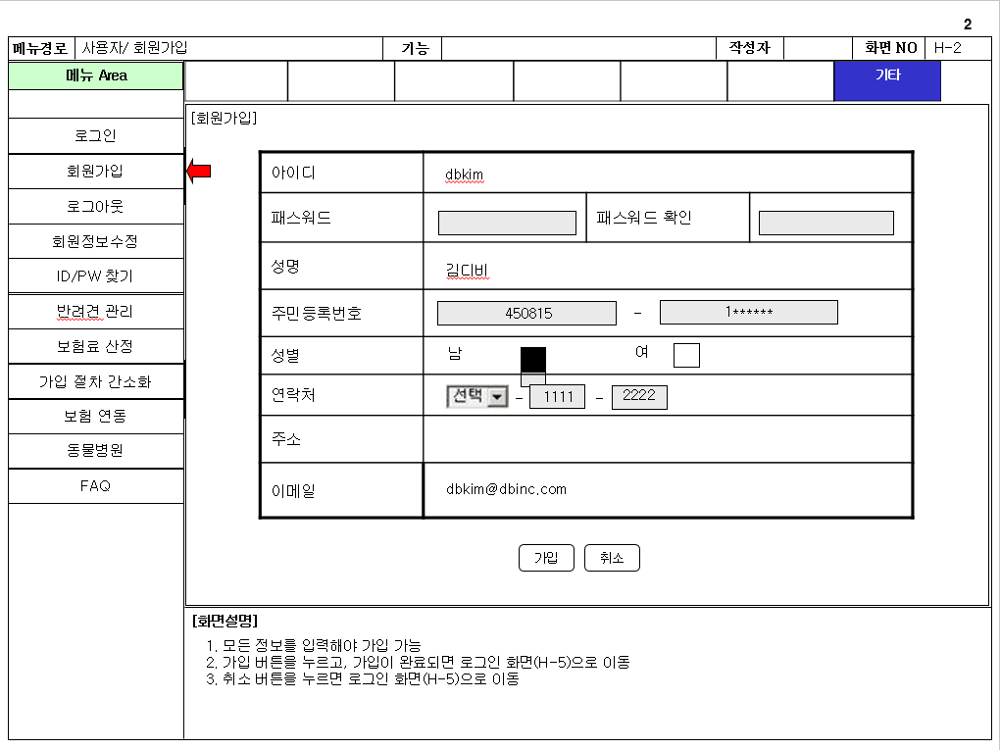 2
메뉴경로 사용자/ 회원가입 기능 작성자 화면 NO H-2
메뉴 Area
기타
로그인
회원가입
로그아웃
회원정보수정
ID/PW 찾기
반려견 관리
보험료 산정
가입 절차 간소화
보험 연동
동물병원
FAQ
[회원가입]
아이디 dbkim
패스워드 패스워드 확인
성명 김디비
주민등록번호 450815 - 1******
성별 남 여
연락처 선택 - 1111 - 2222
주소
이메일 dbkim@dbinc.com
가입 취소
[화면설명]
1. 모든 정보를 입력해야 가입 가능
2. 가입 버튼을 누르고, 가입이 완료되면 로그인 화면(H-5)으로 이동
3. 취소 버튼을 누르면 로그인 화면(H-5)으로 이동